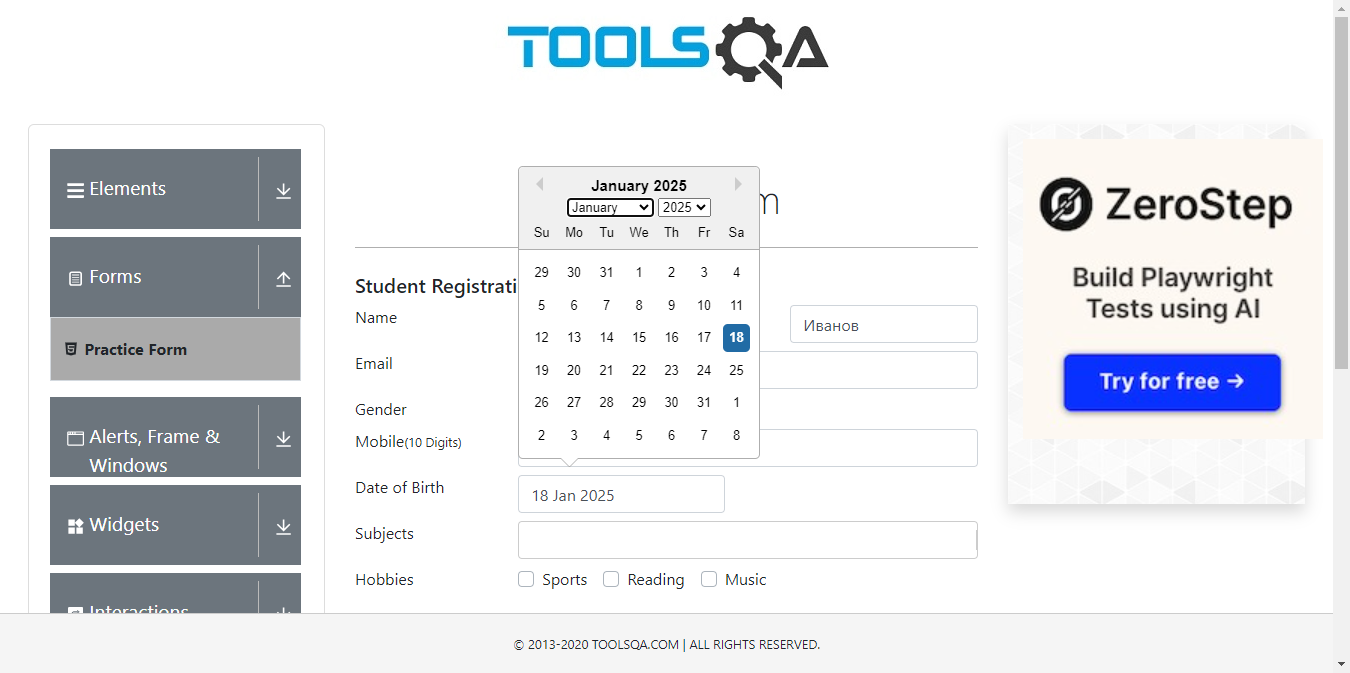 TOOLSQA
Elements
Forms
Practice Form
Alerts, Frame &
Windows
Widgets
Interactions
m
Student Registrati
Name
Иванов
Email
Gender
Mobile(10 Digits)
Date of Birth
18 Jan 2025
Subjects
Hobbies
Sports Reading Music
January 2025
January 2025
Su Mo Tu We Th Fr Sa
29 30 31 1 2 3 4
5 6 7 8 9 10 11
12 13 14 15 16 17 18
19 20 21 22 23 24 25
26 27 28 29 30 31 1
2 3 4 5 6 7 8
ZeroStep
Build Playwright
Tests using AI
Try for free →
© 2013-2020 TOOLSQA.COM | ALL RIGHTS RESERVED.